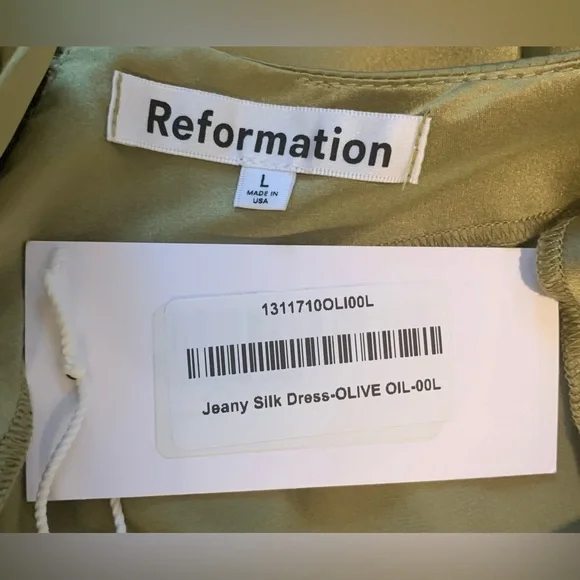 Reformation
L
MADE IN
USA
1311710OLI00L
Jeany Silk Dress-OLIVE OIL-00L